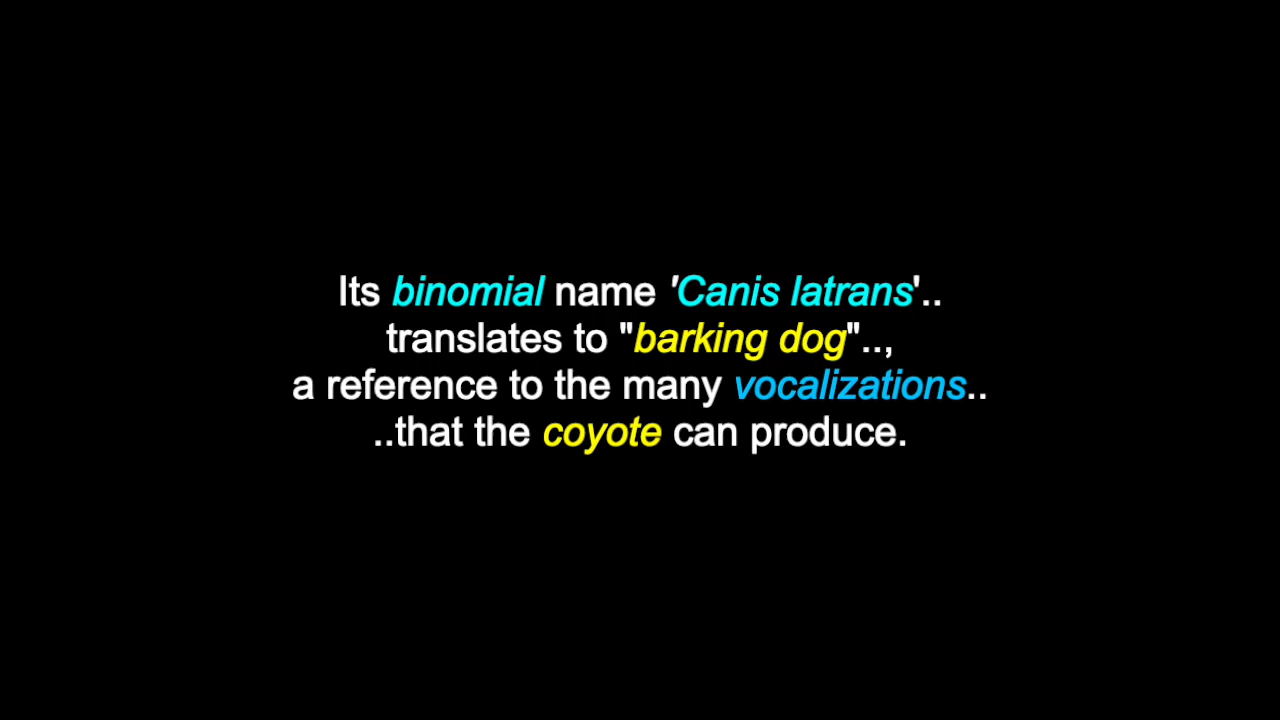 Its binomial name 'Canis latrans'..
translates to "barking dog"..,
a reference to the many vocalizations..
..that the coyote can produce.